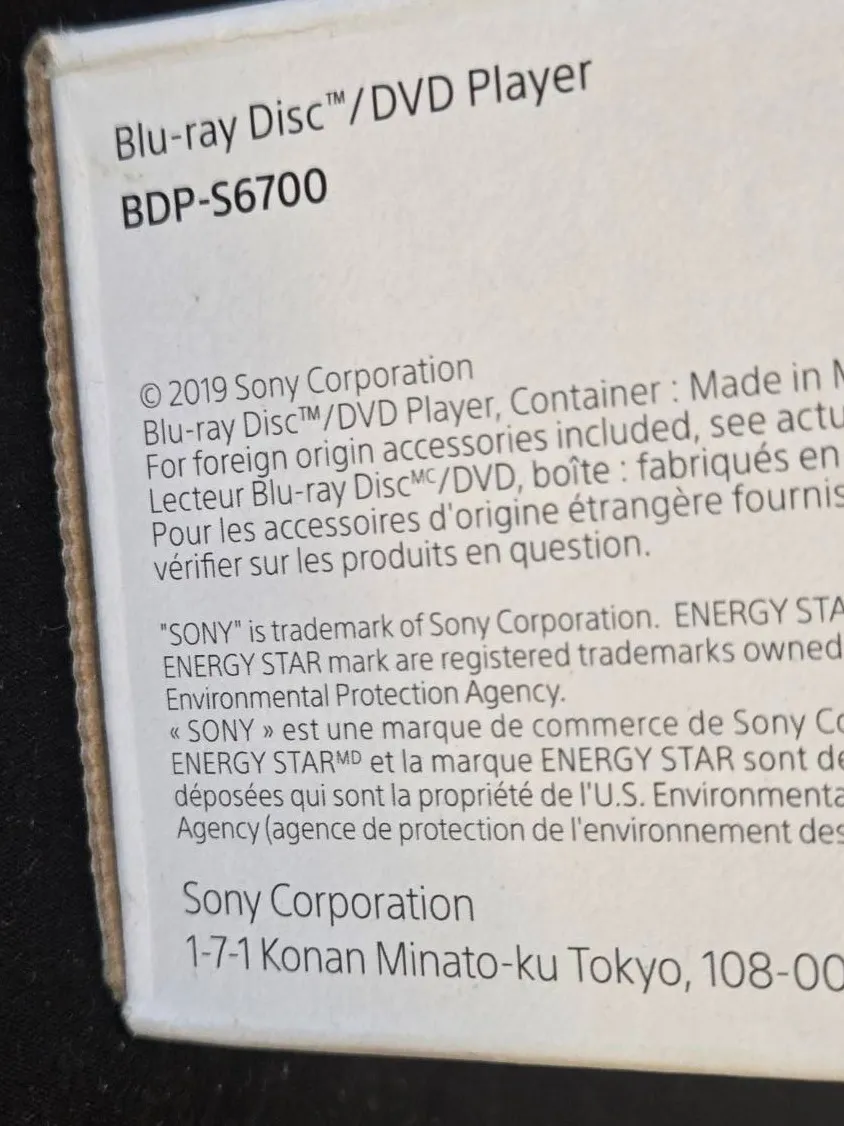 Blu-ray Disc™/DVD Player
BDP-S6700
© 2019 Sony Corporation
Blu-ray Disc™/DVD Player, Container : Made in
For foreign origin accessories included, see
Lecteur Blu-ray Discᴹꟲ/DVD, boîte : fabriqués en
Pour les accessoires d'origine étrangère
vérifier sur les produits en question.
"SONY" is trademark of Sony Corporation. ENERGY
ENERGY STAR mark are registered trademarks owned
Environmental Protection Agency.
« SONY » est une marque de commerce de Sony
ENERGY STARᴹᴰ et la marque ENERGY STAR sont
déposées qui sont la propriété de l'U.S.
Agency (agence de protection de l'environnement
Sony Corporation
1-7-1 Konan Minato-ku Tokyo,